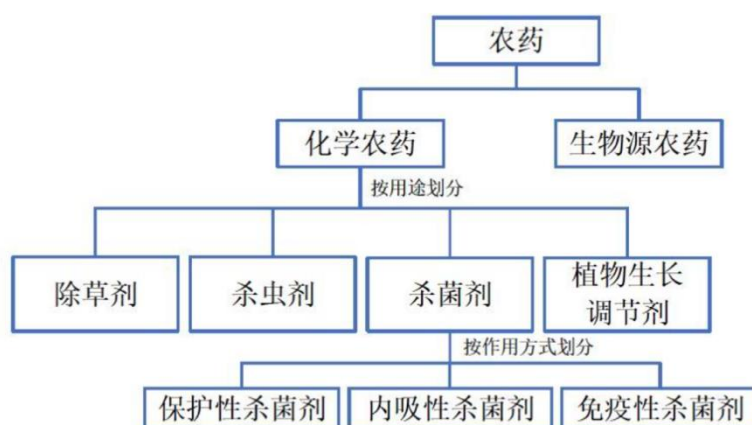 农药
化学农药
生物源农药
按用途划分
除草剂
杀虫剂
杀菌剂
植物生长
调节剂
按作用方式划分
保护性杀菌剂
内吸性杀菌剂
免疫性杀菌剂